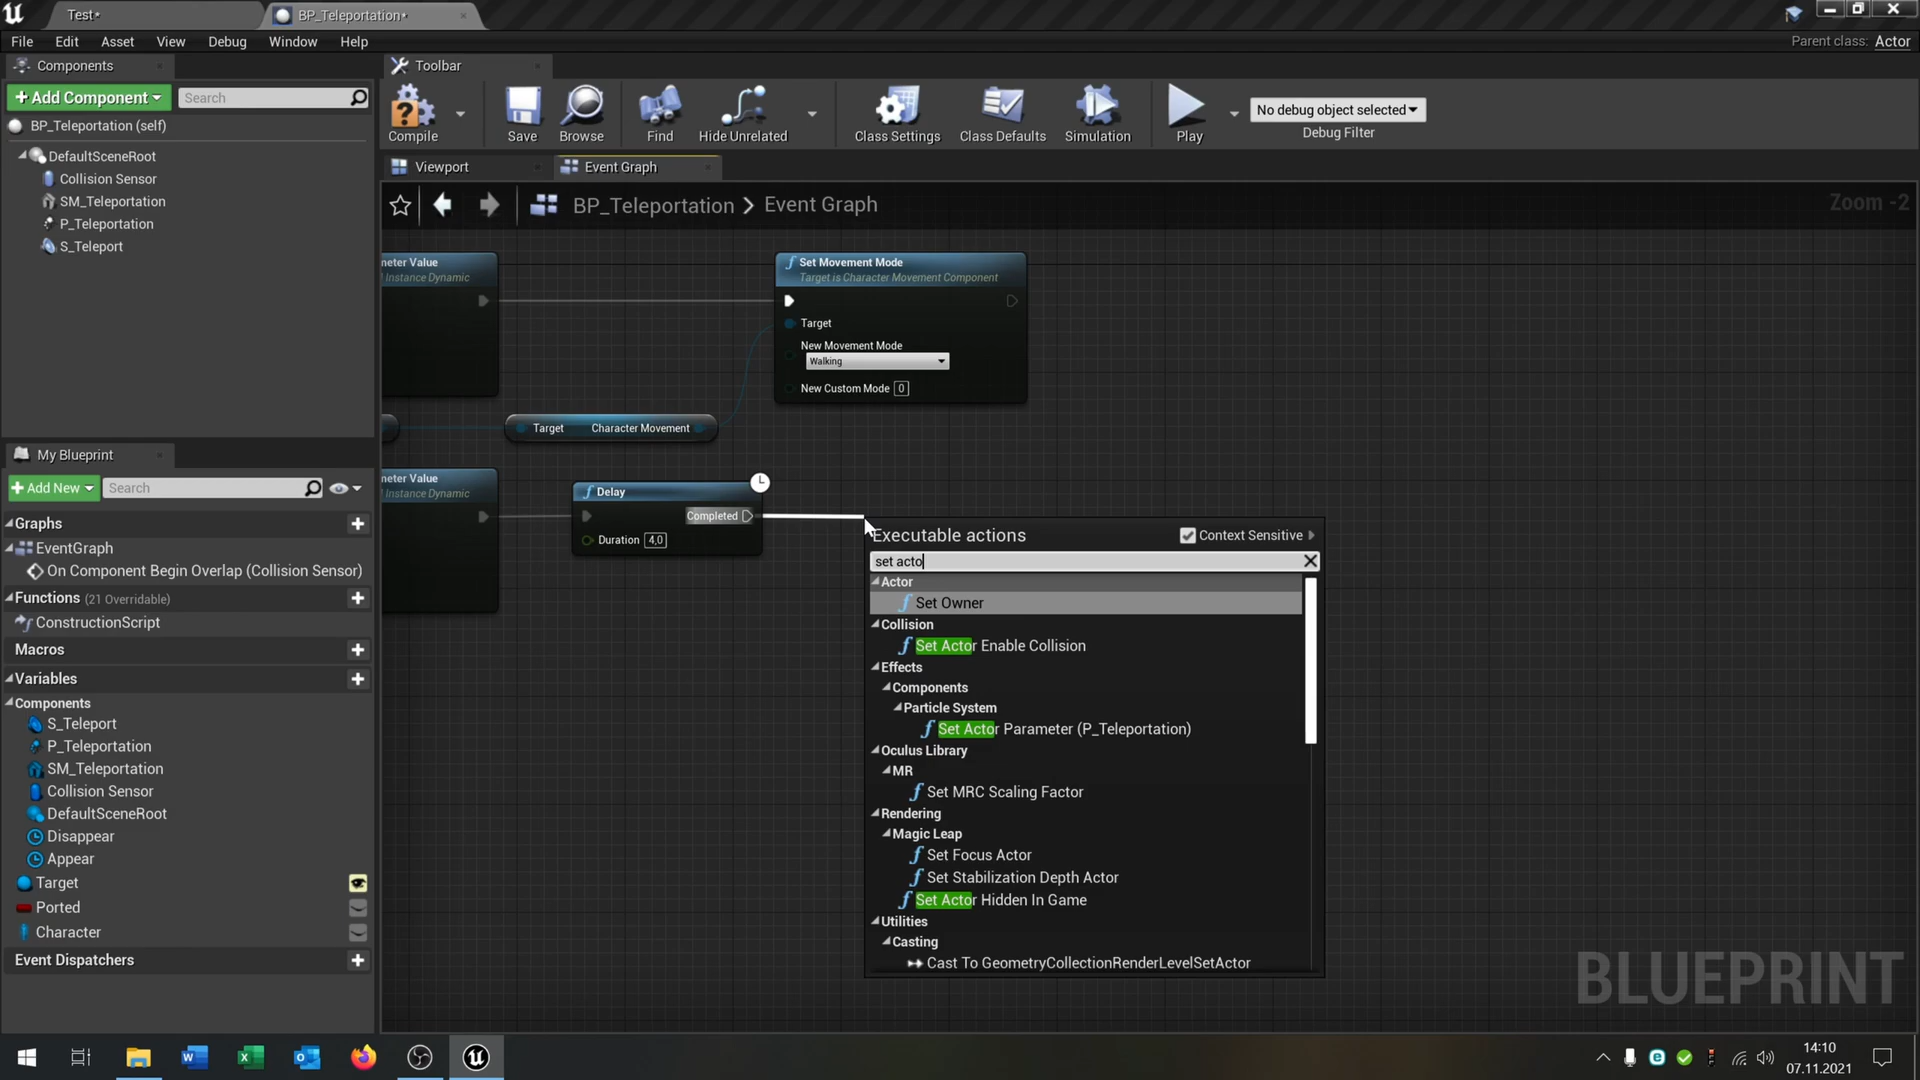 Test*
BP_Teleportation*
File Edit Asset View Debug Window Help
Parent class: Actor
Components
+ Add Component
Search
BP_Teleportation (self)
DefaultSceneRoot
Collision Sensor
SM_Teleportation
P_Teleportation
S_Teleport
Toolbar
Compile
Save
Browse
Find
Hide Unrelated
Class Settings
Class Defaults
Simulation
Play
No debug object selected
Debug Filter
Viewport
Event Graph
BP_Teleportation > Event Graph
Zoom -2
meter Value
Instance Dynamic
Set Movement Mode
Target is Character Movement Component
Target
New Movement Mode
Walking
New Custom Mode 0
Target Character Movement
meter Value
Instance Dynamic
Delay
Completed
Duration 4,0
Executable actions
Context Sensitive
set acto
Actor
Set Owner
Collision
Set Actor Enable Collision
Effects
Components
Particle System
Set Actor Parameter (P_Teleportation)
Oculus Library
MR
Set MRC Scaling Factor
Rendering
Magic Leap
Set Focus Actor
Set Stabilization Depth Actor
Set Actor Hidden In Game
Utilities
Casting
Cast To GeometryCollectionRenderLevelSetActor
BLUEPRINT
My Blueprint
+ Add New
Search
Graphs
EventGraph
On Component Begin Overlap (Collision Sensor)
Functions (21 Overridable)
ConstructionScript
Macros
Variables
Components
S_Teleport
P_Teleportation
SM_Teleportation
Collision Sensor
DefaultSceneRoot
Disappear
Appear
Target
Ported
Character
Event Dispatchers
14:10
07.11.2021